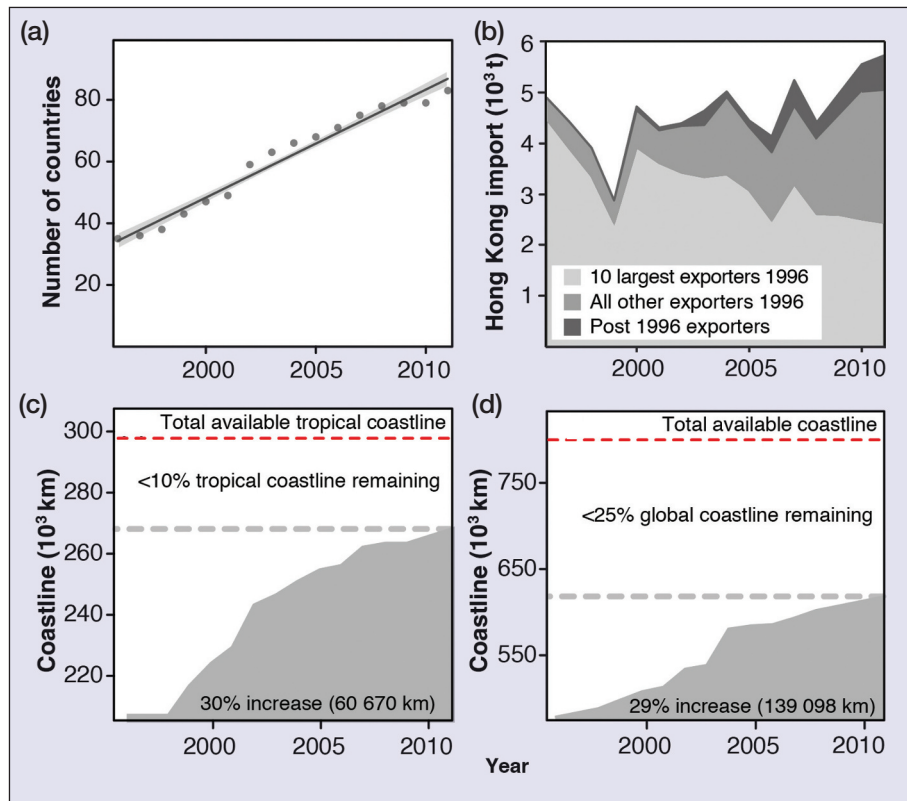 (a)
Number of countries
80
60
40
20
2000
2005
2010
(b)
Hong Kong import (10³ t)
6
5
4
3
2
1
10 largest exporters 1996
All other exporters 1996
Post 1996 exporters
2000
2005
2010
(c)
Coastline (10³ km)
300
260
240
220
Total available tropical coastline
<10% tropical coastline remaining
30% increase (60 670 km)
2000
2005
2010
(d)
Coastline (10³ km)
750
650
550
Total available coastline
<25% global coastline remaining
29% increase (139 098 km)
2000
2005
2010
Year